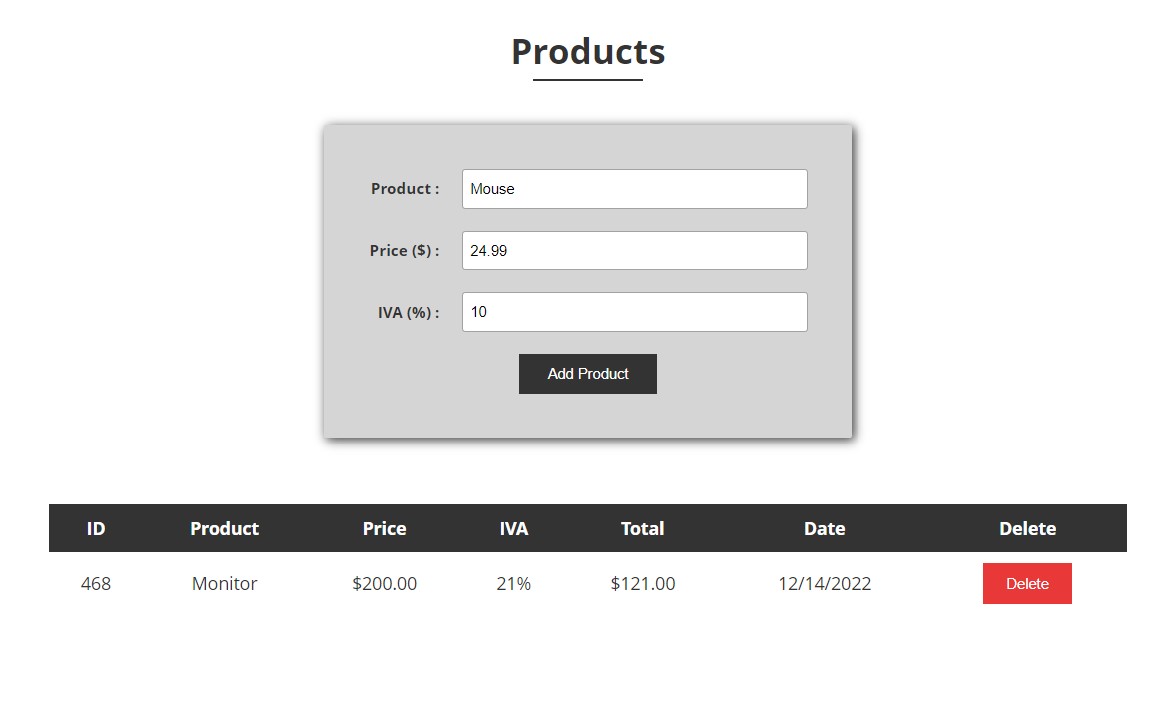 Products
Product : Mouse
Price ($) : 24.99
IVA (%) : 10
Add Product
ID Product Price IVA Total Date Delete
468 Monitor $200.00 21% $121.00 12/14/2022 Delete